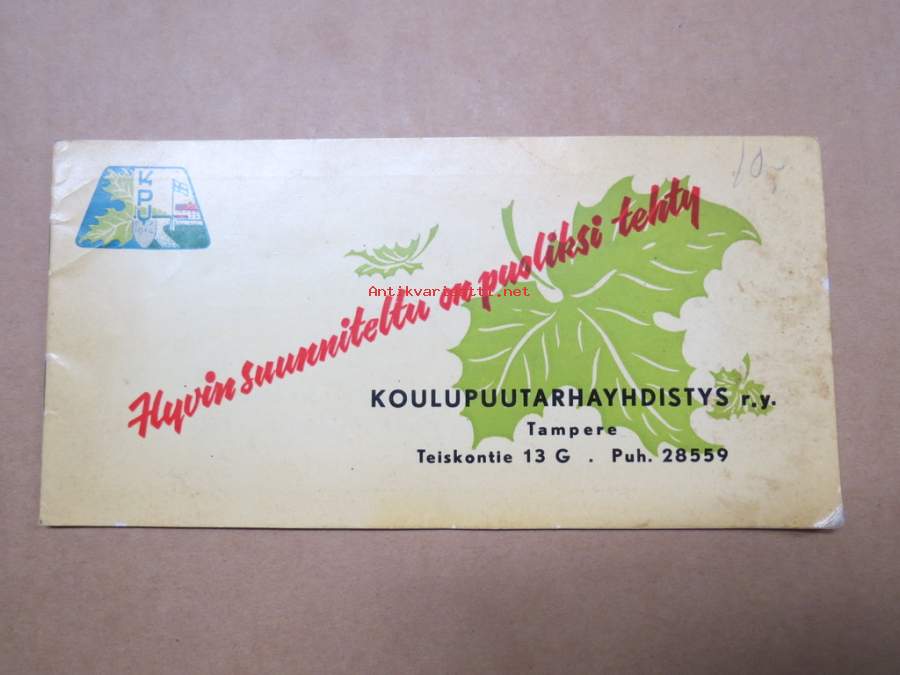 KPU
10,-
Hyvin suunniteltu on puoliksi tehty
Antikvariaatti.net
KOULUPUUTARHAYHDISTYS r.y.
Tampere
Teiskontie 13 G . Puh. 28559